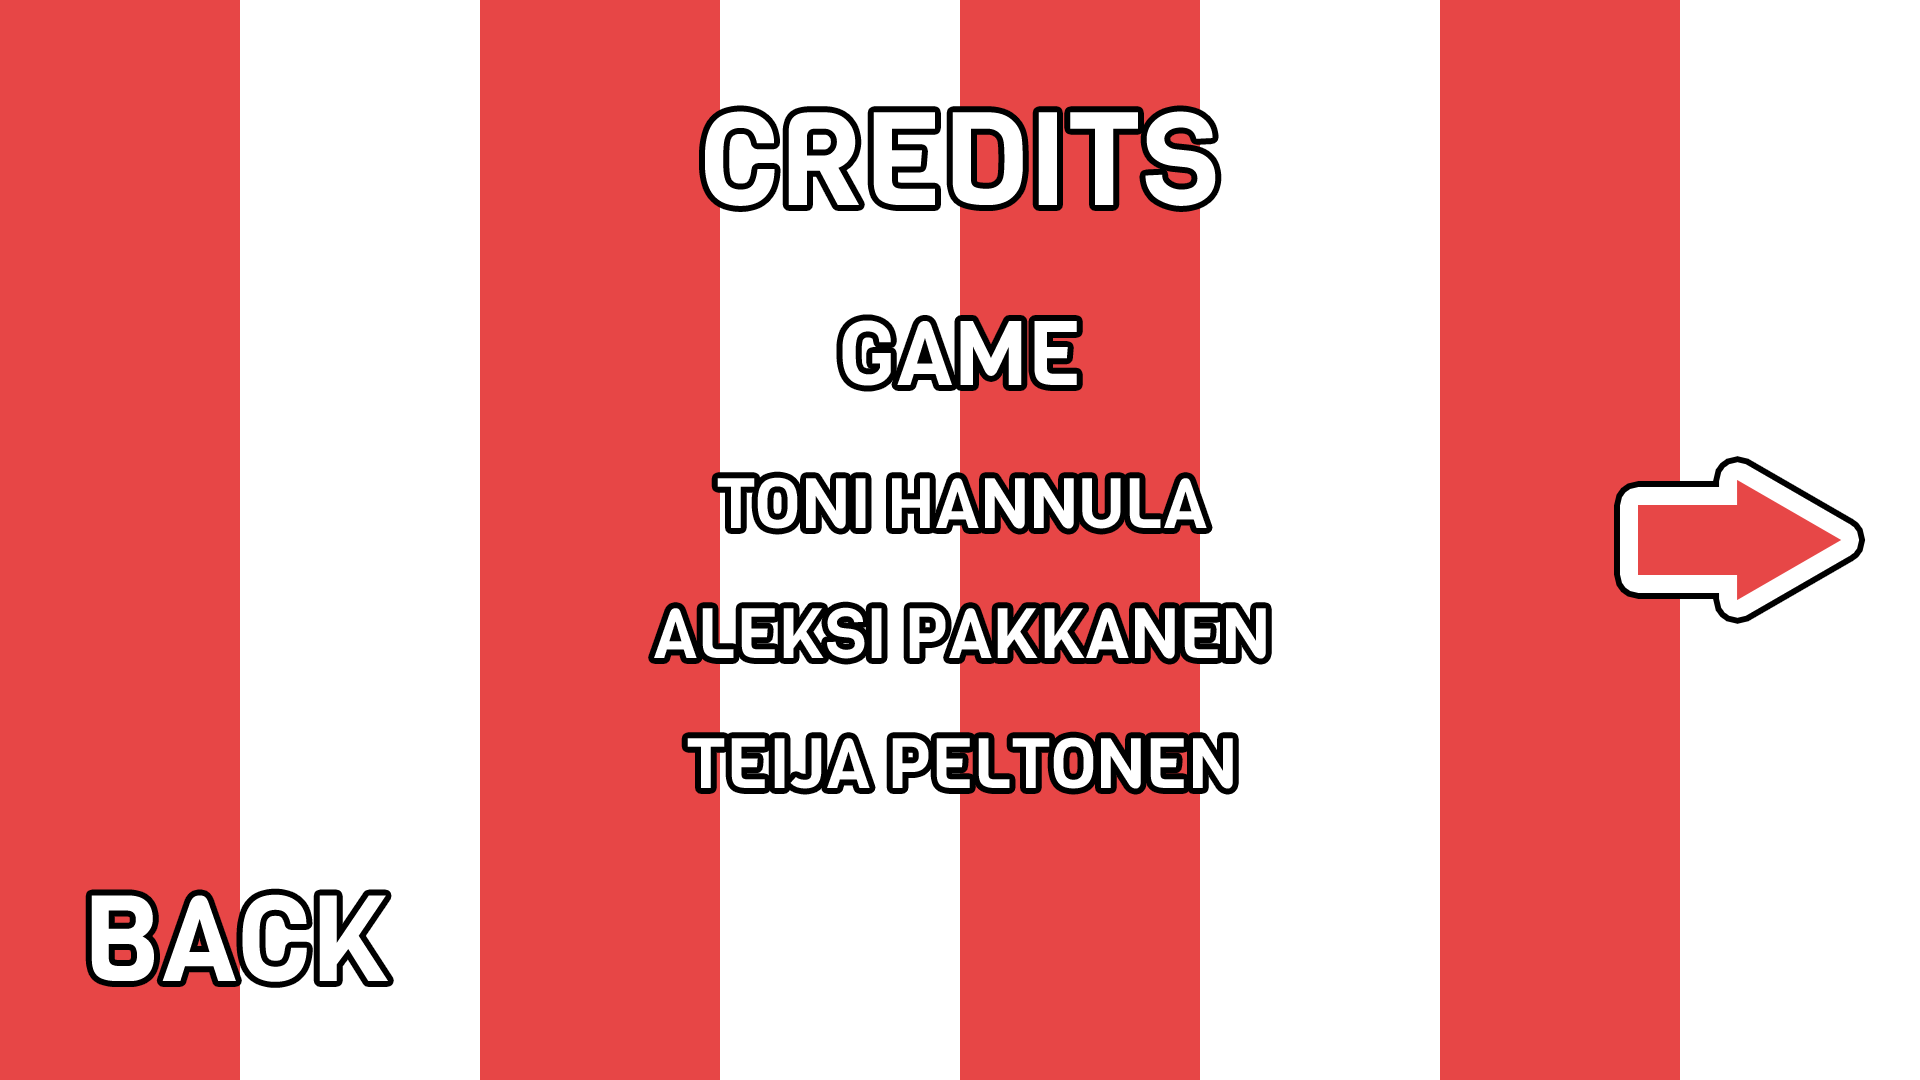 CREDITS
GAME
TONI HANNULA
ALEKSI PAKKANEN
TEIJA PELTONEN
BACK